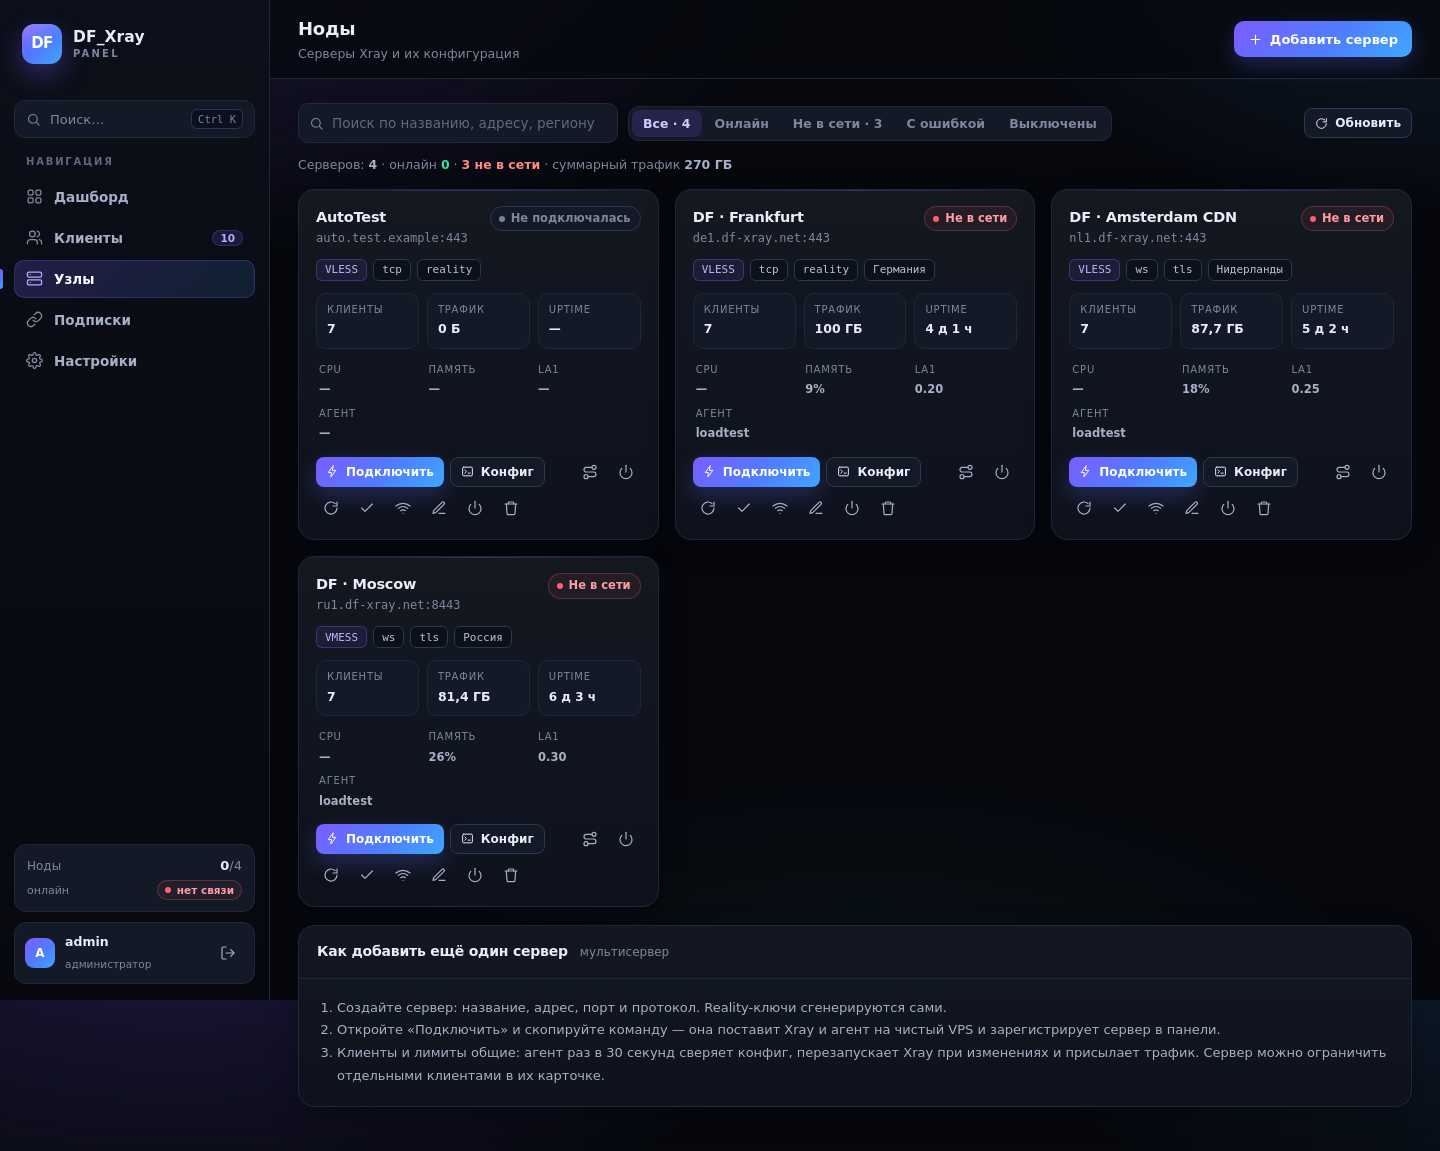 DF
DF_Xray
PANEL
Поиск...
Ctrl K
НАВИГАЦИЯ
Дашборд
Клиенты
10
Узлы
Подписки
Настройки
Ноды
0/4
онлайн
нет связи
A
admin
администратор
Ноды
Серверы Xray и их конфигурация
Добавить сервер
Поиск по названию, адресу, региону
Все · 4
Онлайн
Не в сети · 3
С ошибкой
Выключены
Обновить
Серверов: 4 · онлайн 0 · 3 не в сети · суммарный трафик 270 ГБ
AutoTest
Не подключалась
auto.test.example:443
VLESS tcp reality
КЛИЕНТЫ ТРАФИК UPTIME
7 0 Б —
CPU ПАМЯТЬ LA1
— — —
АГЕНТ
—
Подключить
Конфиг
DF · Frankfurt
Не в сети
de1.df-xray.net:443
VLESS tcp reality Германия
КЛИЕНТЫ ТРАФИК UPTIME
7 100 ГБ 4 д 1 ч
CPU ПАМЯТЬ LA1
— 9% 0.20
АГЕНТ
loadtest
Подключить
Конфиг
DF · Amsterdam CDN
Не в сети
nl1.df-xray.net:443
VLESS ws tls Нидерланды
КЛИЕНТЫ ТРАФИК UPTIME
7 87,7 ГБ 5 д 2 ч
CPU ПАМЯТЬ LA1
— 18% 0.25
АГЕНТ
loadtest
Подключить
Конфиг
DF · Moscow
Не в сети
ru1.df-xray.net:8443
VMESS ws tls Россия
КЛИЕНТЫ ТРАФИК UPTIME
7 81,4 ГБ 6 д 3 ч
CPU ПАМЯТЬ LA1
— 26% 0.30
АГЕНТ
loadtest
Подключить
Конфиг
Как добавить ещё один сервер мультисервер
1. Создайте сервер: название, адрес, порт и протокол. Reality-ключи сгенерируются сами.
2. Откройте «Подключить» и скопируйте команду — она поставит Xray и агент на чистый VPS и зарегистрирует сервер в панели.
3. Клиенты и лимиты общие: агент раз в 30 секунд сверяет конфиг, перезапускает Xray при изменениях и присылает трафик. Сервер можно ограничить
отдельными клиентами в их карточке.